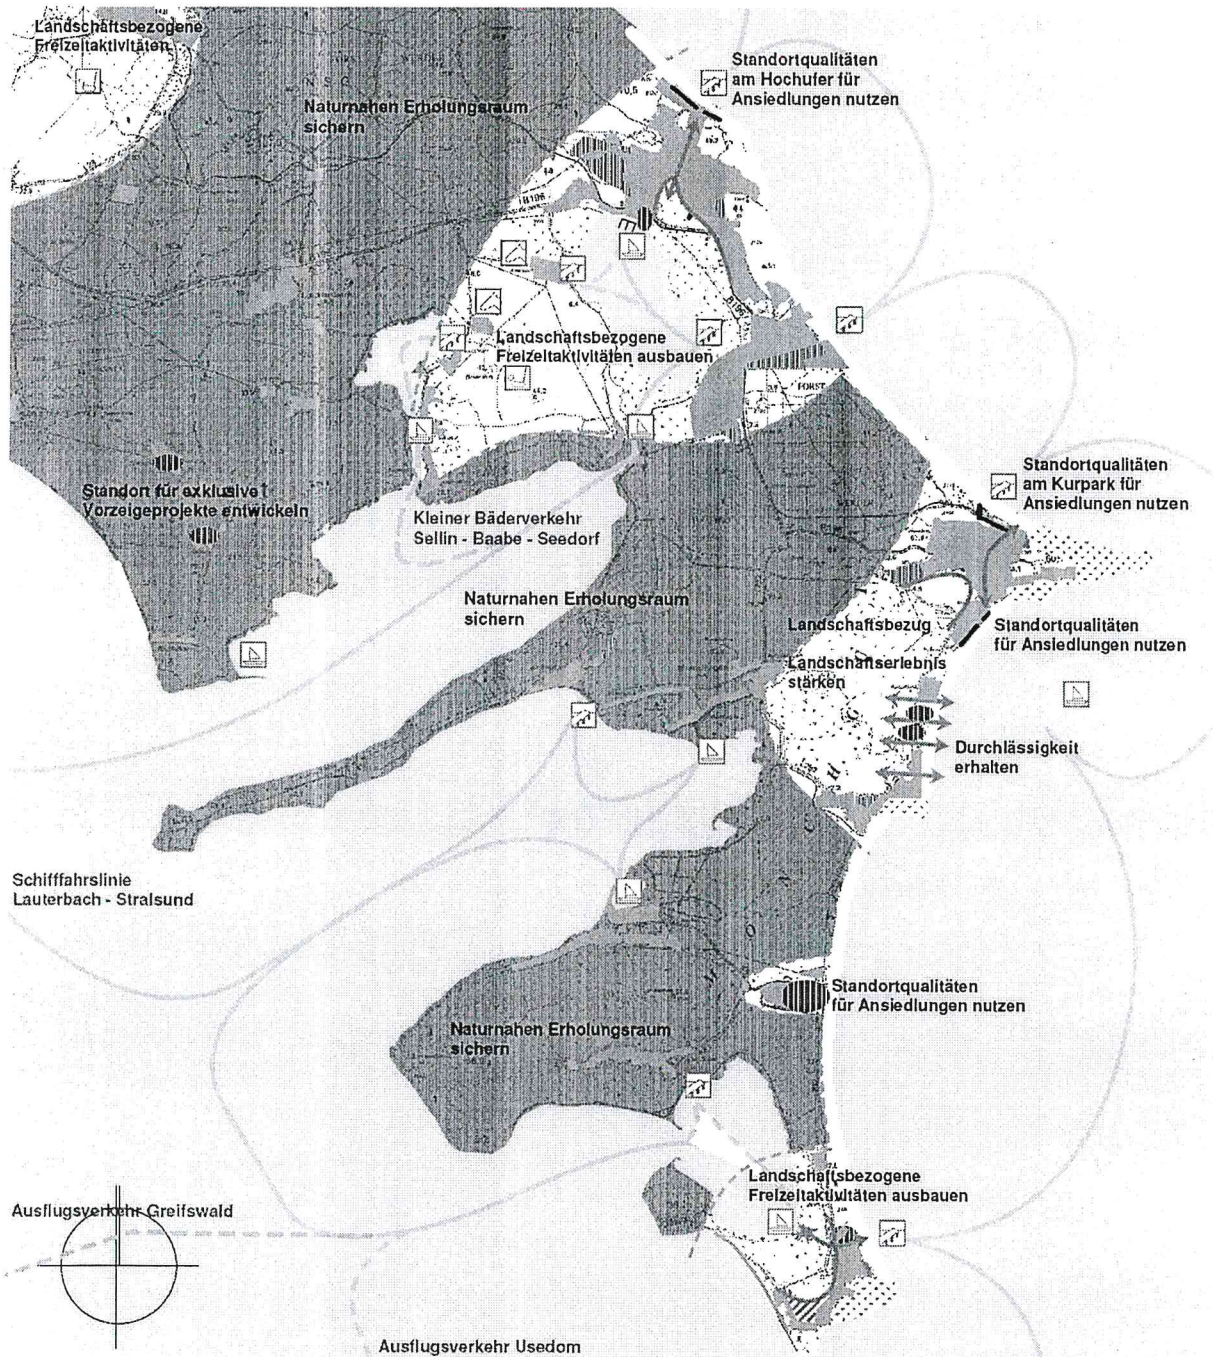 Landschaftsbezogene
Freizeitaktivitäten
Standortqualitäten
am Hochufer für
Ansiedlungen nutzen
N S G
Naturnahen Erholungsraum
sichern
B196
B196
Landschaftsbezogene
Freizeitaktivitäten ausbauen
FORST
Standortqualitäten
am Kurpark für
Ansiedlungen nutzen
Standort für exklusive
Vorzeigeprojekte entwickeln
Kleiner Bäderverkehr
Sellin - Baabe - Seedorf
Naturnahen Erholungsraum
sichern
Landschaftsbezug
Standortqualitäten
für Ansiedlungen nutzen
Landschaftserlebnis
stärken
Durchlässigkeit
erhalten
Schifffahrslinie
Lauterbach - Stralsund
Standortqualitäten
für Ansiedlungen nutzen
Naturnahen Erholungsraum
sichern
Landschaftsbezogene
Freizeitaktivitäten ausbauen
Ausflugsverkehr Greifswald
Ausflugsverkehr Usedom